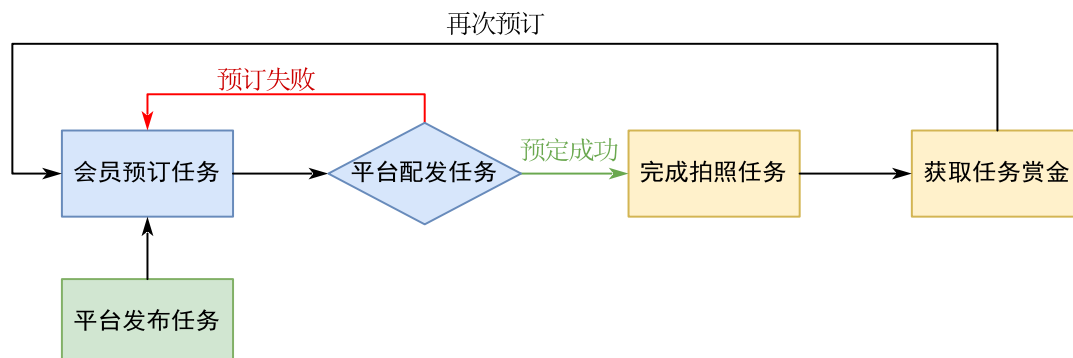 再次预订
预订失败
预定成功
会员预订任务
平台配发任务
完成拍照任务
获取任务赏金
平台发布任务